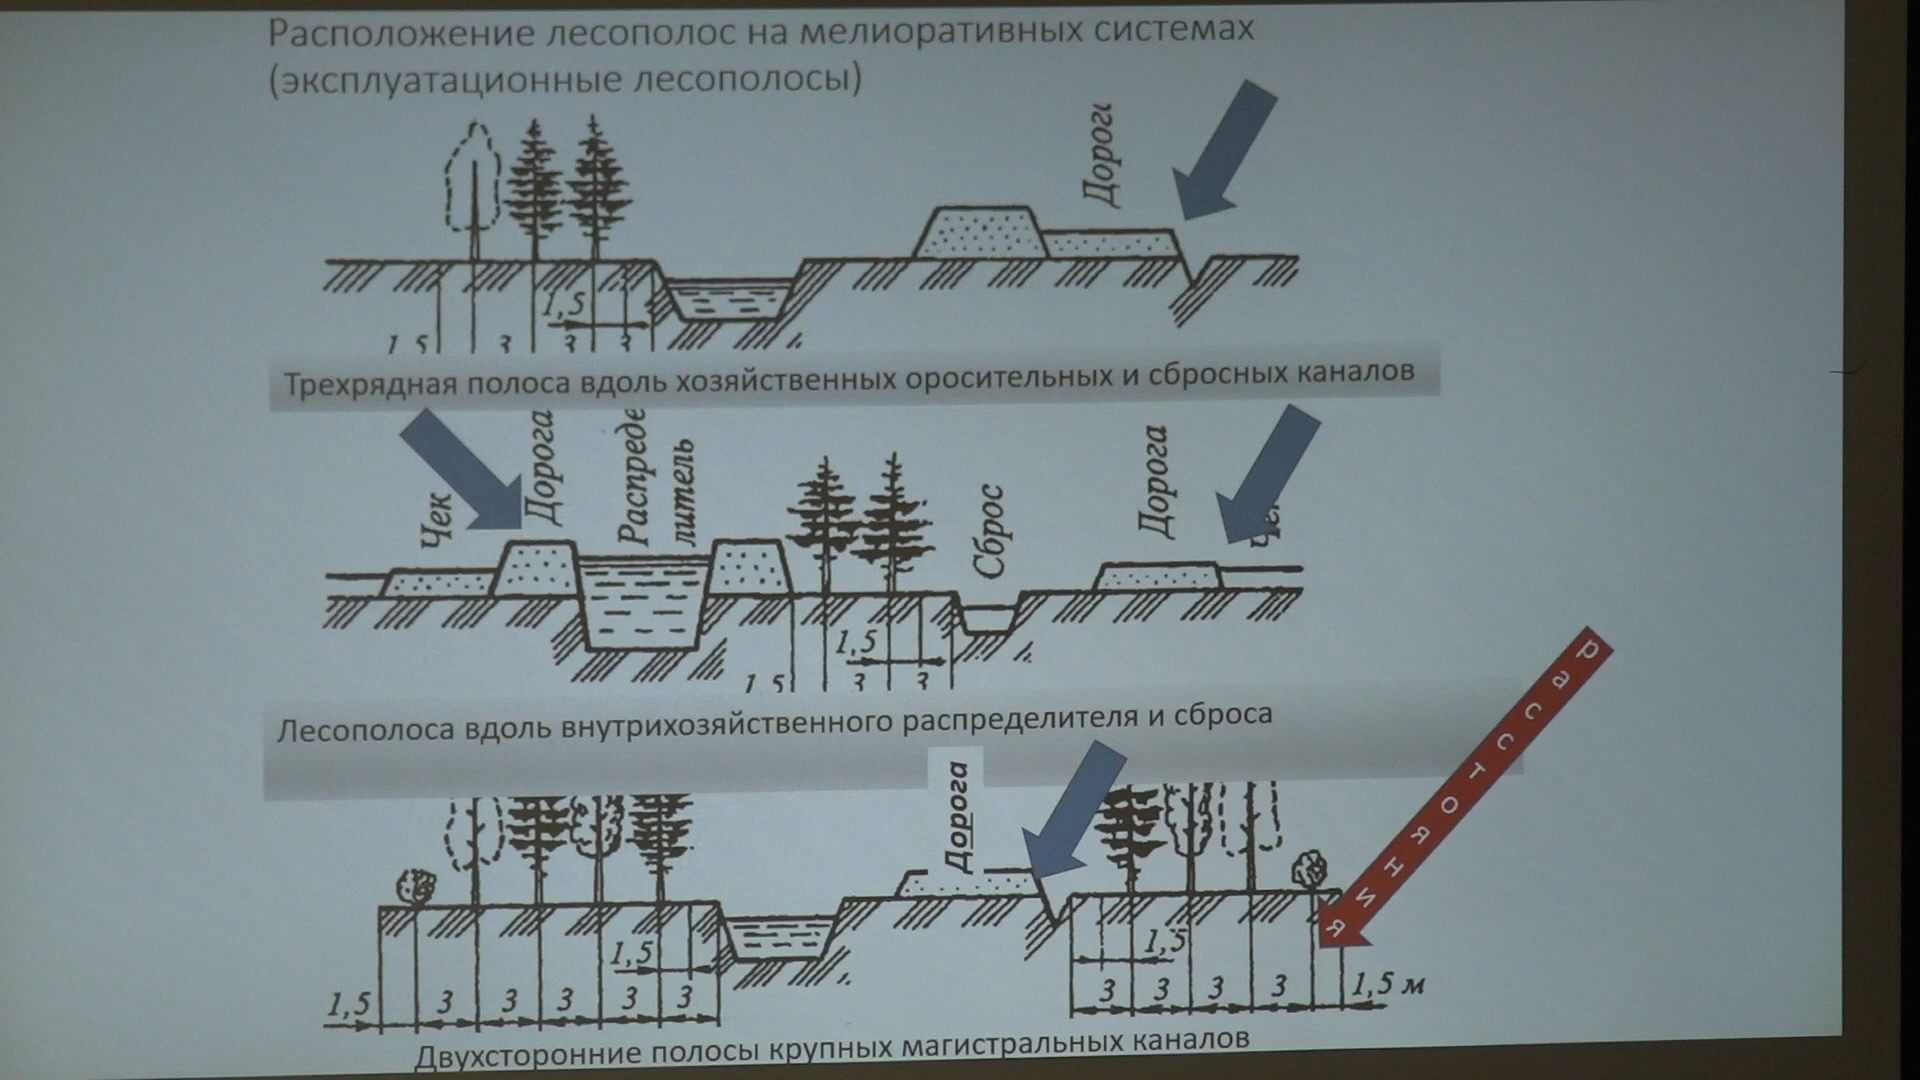 Расположение лесополос на мелиоративных системах
(эксплуатационные лесополосы)
Дорог
1,5
1 5 3 3 3
Трехрядная полоса вдоль хозяйственных оросительных и сбросных каналов
Чек
Дорога
Распреде
литель
Сброс
Дорога
1,5
1 5 3 3
Лесополоса вдоль внутрихозяйственного распределителя и сброса
Дорога
расстояния
1,5
1,5
1,5 3 3 3 3 3
3 3 3 3 1,5 м
Двухсторонние полосы крупных магистральных каналов